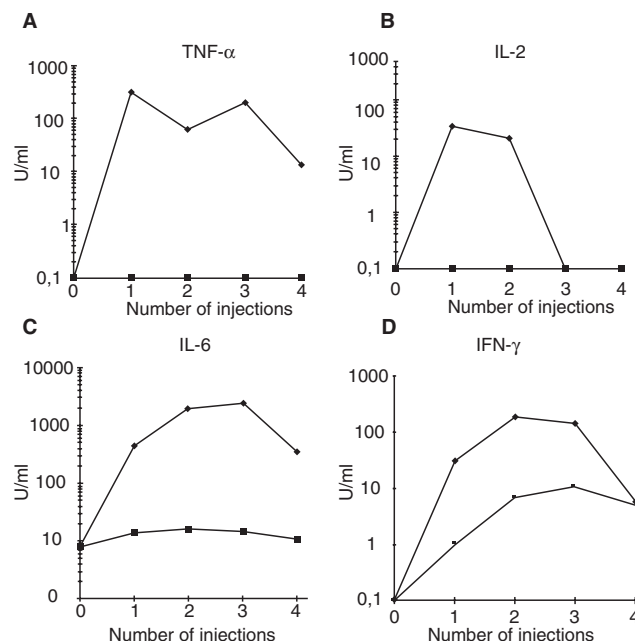 A
TNF-α
1000
100
10
1
0,1
U/ml
0 1 2 3 4
Number of injections
B
IL-2
1000
100
10
1
0,1
U/ml
0 1 2 3 4
Number of injections
C
IL-6
10000
1000
100
10
0
U/ml
0 1 2 3 4
Number of injections
D
IFN-γ
1000
100
10
1
0,1
U/ml
0 1 2 3 4
Number of injections